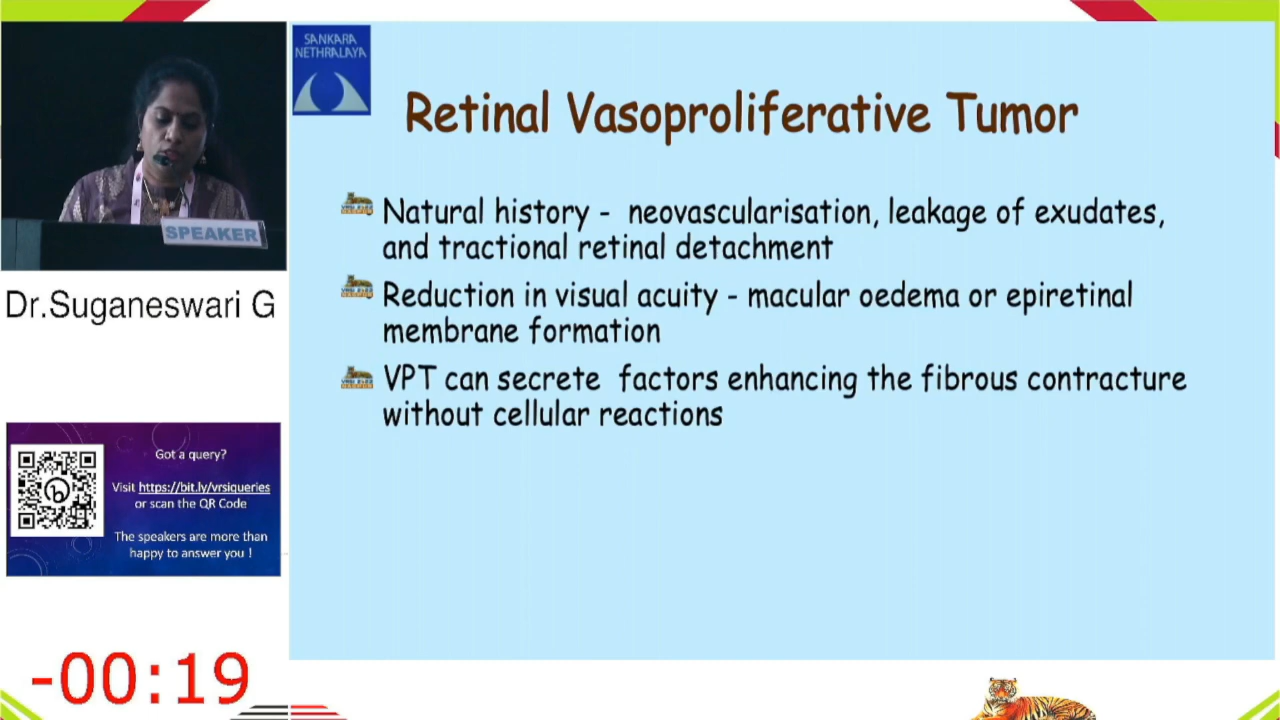 SANKARA
NETHRALAYA
Retinal Vasoproliferative Tumor
Natural history - neovascularisation, leakage of exudates,
and tractional retinal detachment
Reduction in visual acuity - macular oedema or epiretinal
membrane formation
VPT can secrete factors enhancing the fibrous contracture
without cellular reactions
SPEAKER
Dr.Suganeswari G
Got a query?
Visit https://bit.ly/vrsiqueries
or scan the QR Code
The speakers are more than
happy to answer you !
-00:19